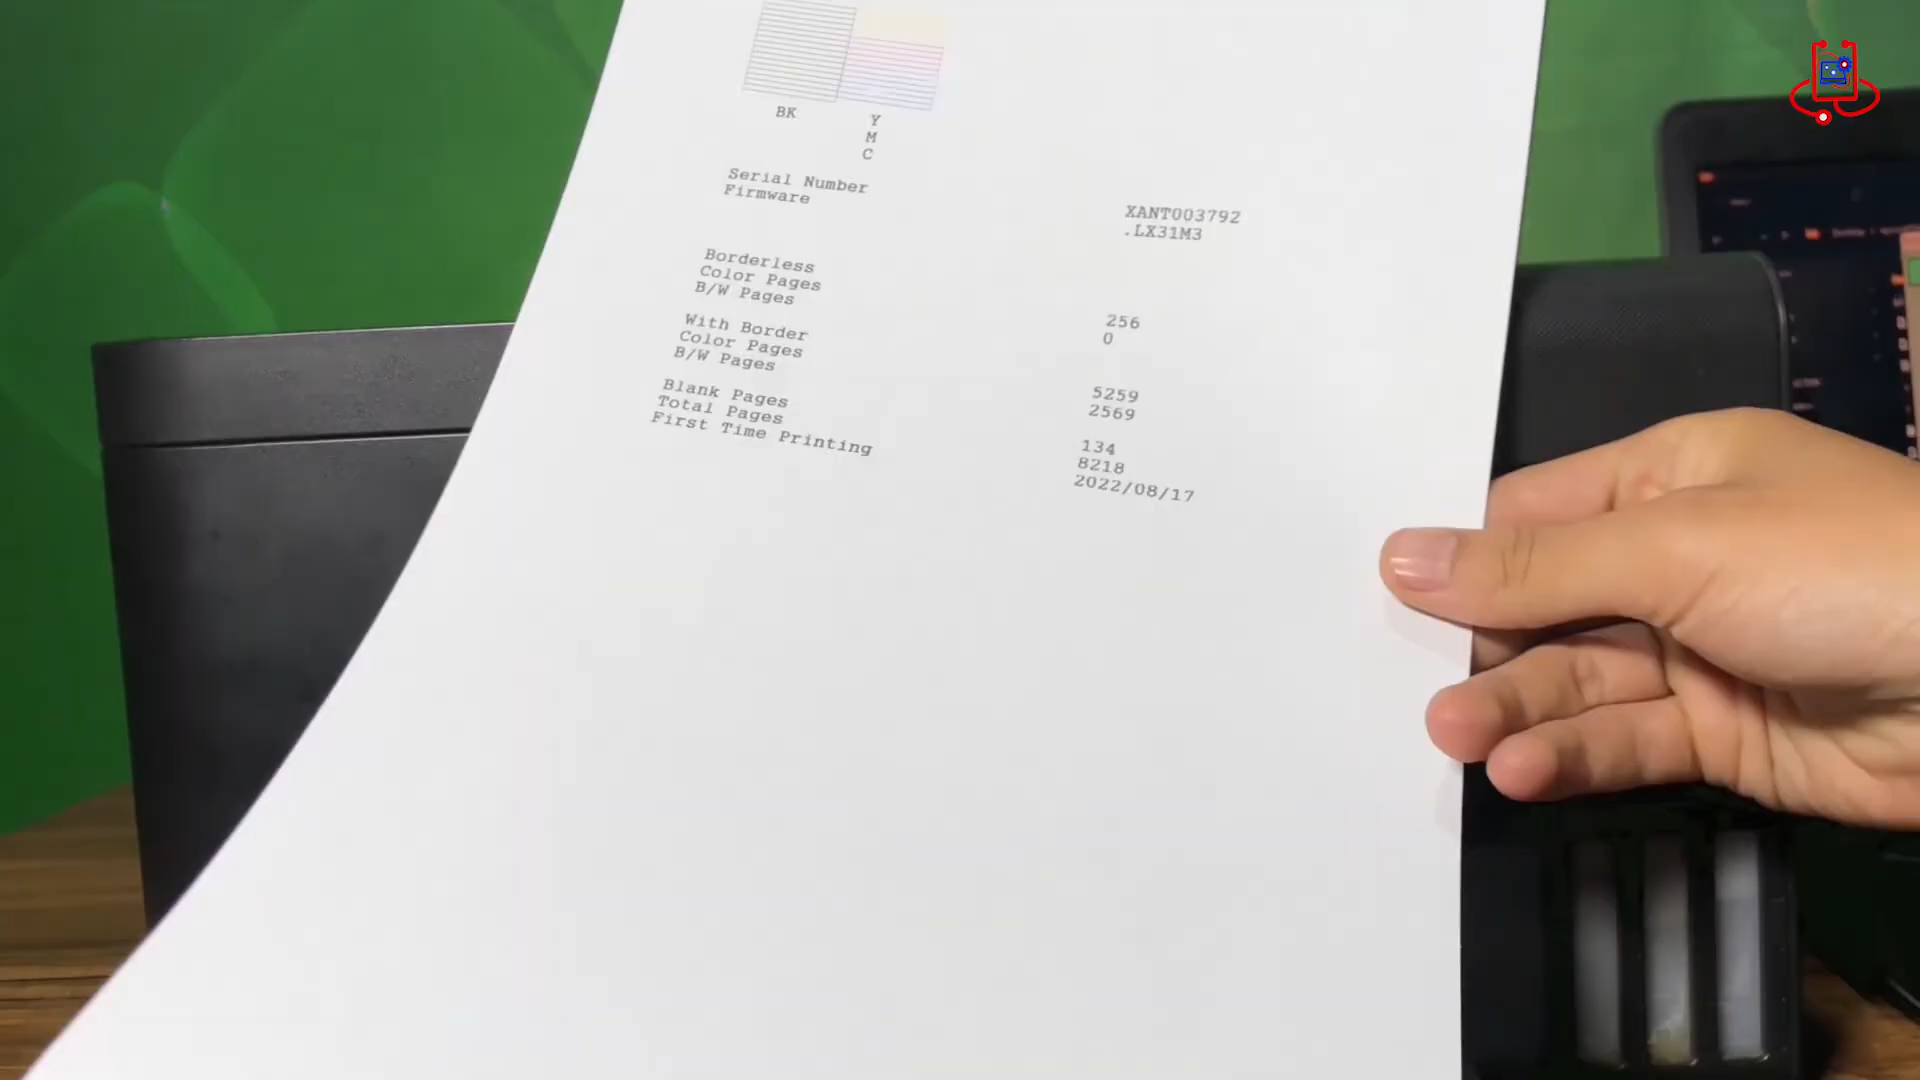 BK Y
M
C
Serial Number XANT003792
Firmware .LX31M3
Borderless
Color Pages 256
B/W Pages 0
With Border
Color Pages 5259
B/W Pages 2569
Blank Pages 134
Total Pages 8218
First Time Printing 2022/08/17